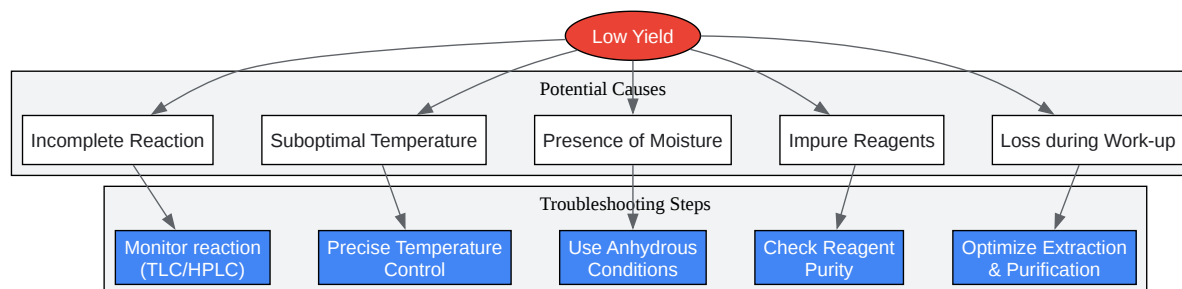 Low Yield
Potential Causes
Incomplete Reaction
Suboptimal Temperature
Presence of Moisture
Impure Reagents
Loss during Work-up
Troubleshooting Steps
Monitor reaction
(TLC/HPLC)
Precise Temperature
Control
Use Anhydrous
Conditions
Check Reagent
Purity
Optimize Extraction
& Purification